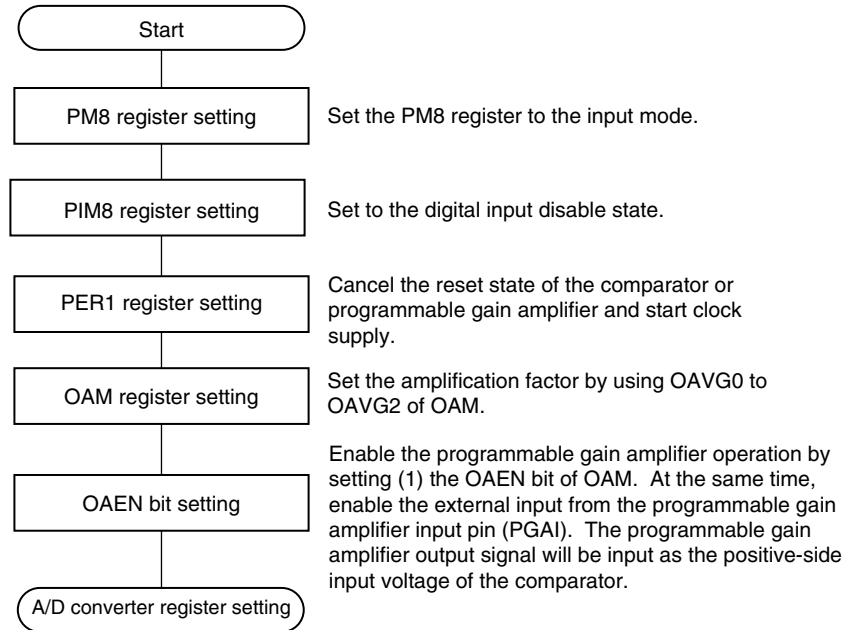 Start
PM8 register setting
Set the PM8 register to the input mode.
PIM8 register setting
Set to the digital input disable state.
PER1 register setting
Cancel the reset state of the comparator or
programmable gain amplifier and start clock
supply.
OAM register setting
Set the amplification factor by using OAVG0 to
OAVG2 of OAM.
OAEN bit setting
Enable the programmable gain amplifier operation by
setting (1) the OAEN bit of OAM.  At the same time,
enable the external input from the programmable gain
amplifier input pin (PGAI).  The programmable gain
amplifier output signal will be input as the positive-side
input voltage of the comparator.
A/D converter register setting